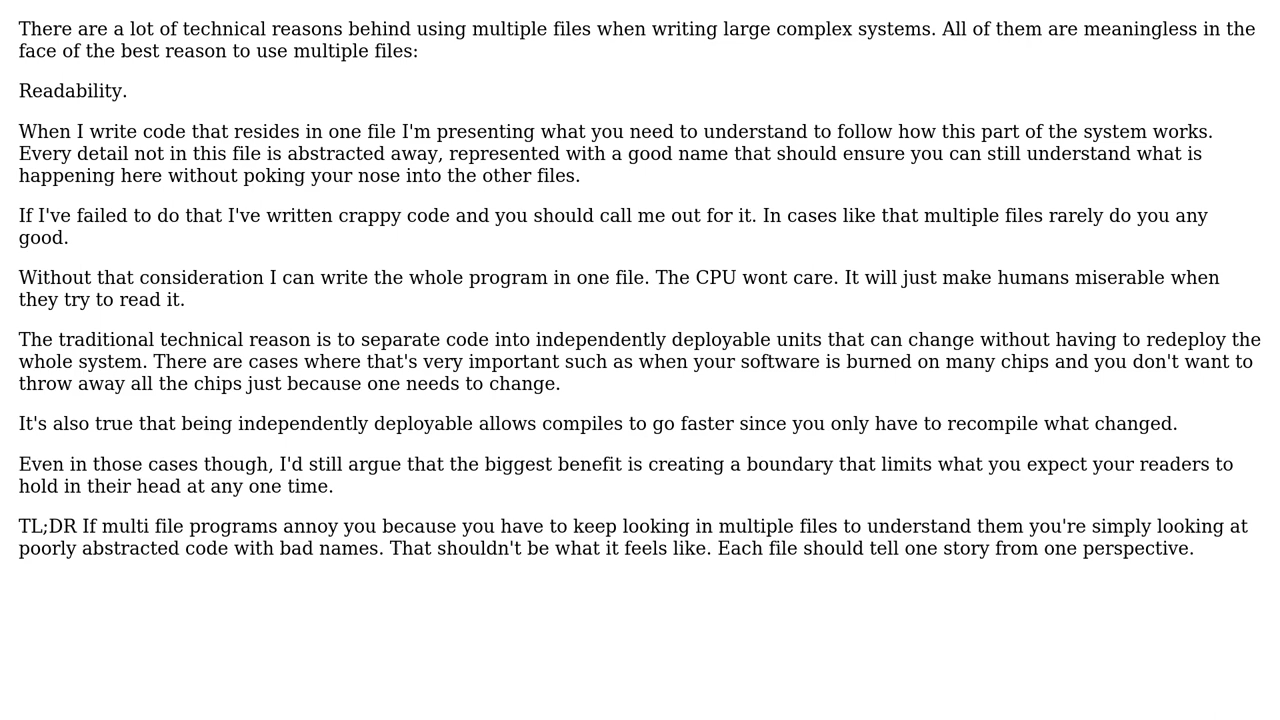 There are a lot of technical reasons behind using multiple files when writing large complex systems. All of them are meaningless in the
face of the best reason to use multiple files:
Readability.
When I write code that resides in one file I'm presenting what you need to understand to follow how this part of the system works.
Every detail not in this file is abstracted away, represented with a good name that should ensure you can still understand what is
happening here without poking your nose into the other files.
If I've failed to do that I've written crappy code and you should call me out for it. In cases like that multiple files rarely do you any
good.
Without that consideration I can write the whole program in one file. The CPU wont care. It will just make humans miserable when
they try to read it.
The traditional technical reason is to separate code into independently deployable units that can change without having to redeploy the
whole system. There are cases where that's very important such as when your software is burned on many chips and you don't want to
throw away all the chips just because one needs to change.
It's also true that being independently deployable allows compiles to go faster since you only have to recompile what changed.
Even in those cases though, I'd still argue that the biggest benefit is creating a boundary that limits what you expect your readers to
hold in their head at any one time.
TL;DR If multi file programs annoy you because you have to keep looking in multiple files to understand them you're simply looking at
poorly abstracted code with bad names. That shouldn't be what it feels like. Each file should tell one story from one perspective.